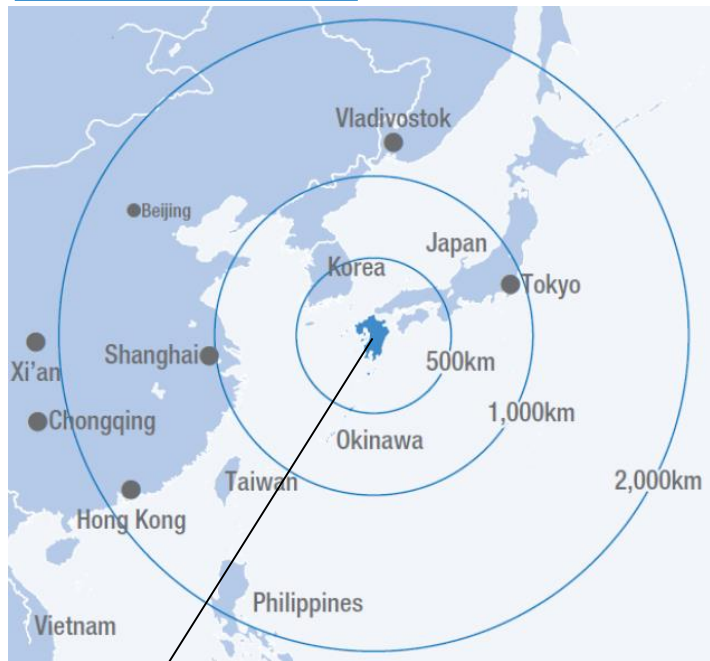 Vladivostok
Beijing
Japan
Korea
Tokyo
Shanghai
500km
Xi'an
1,000km
Chongqing
Okinawa
Taiwan
2,000km
Hong Kong
Philippines
Vietnam